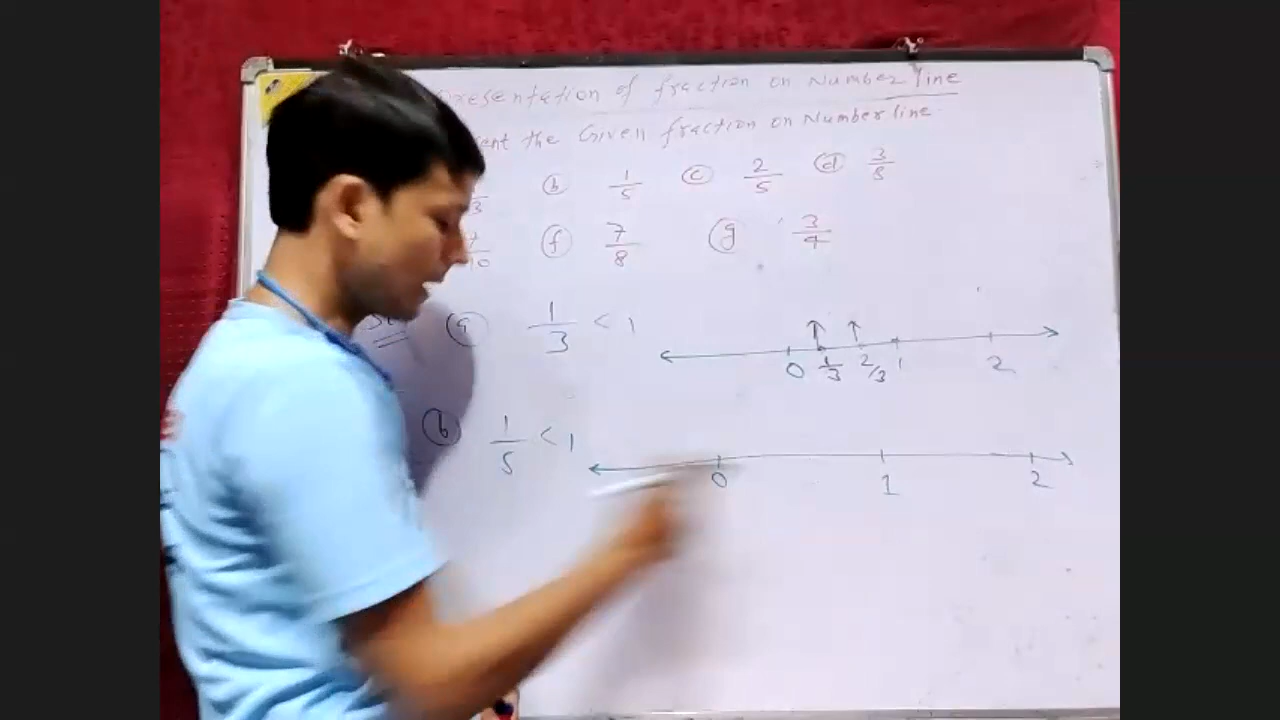 presentation of fraction on Number line
the Given fraction on Number line
3 ⓑ 1/5 ⓒ 2/5 ⓓ 3/8
10 ⓕ 7/8 ⓖ 3/4
ⓐ 1/3 < 1
0 1/3 2/3 1 2
ⓑ 1/5 < 1
0 1 2